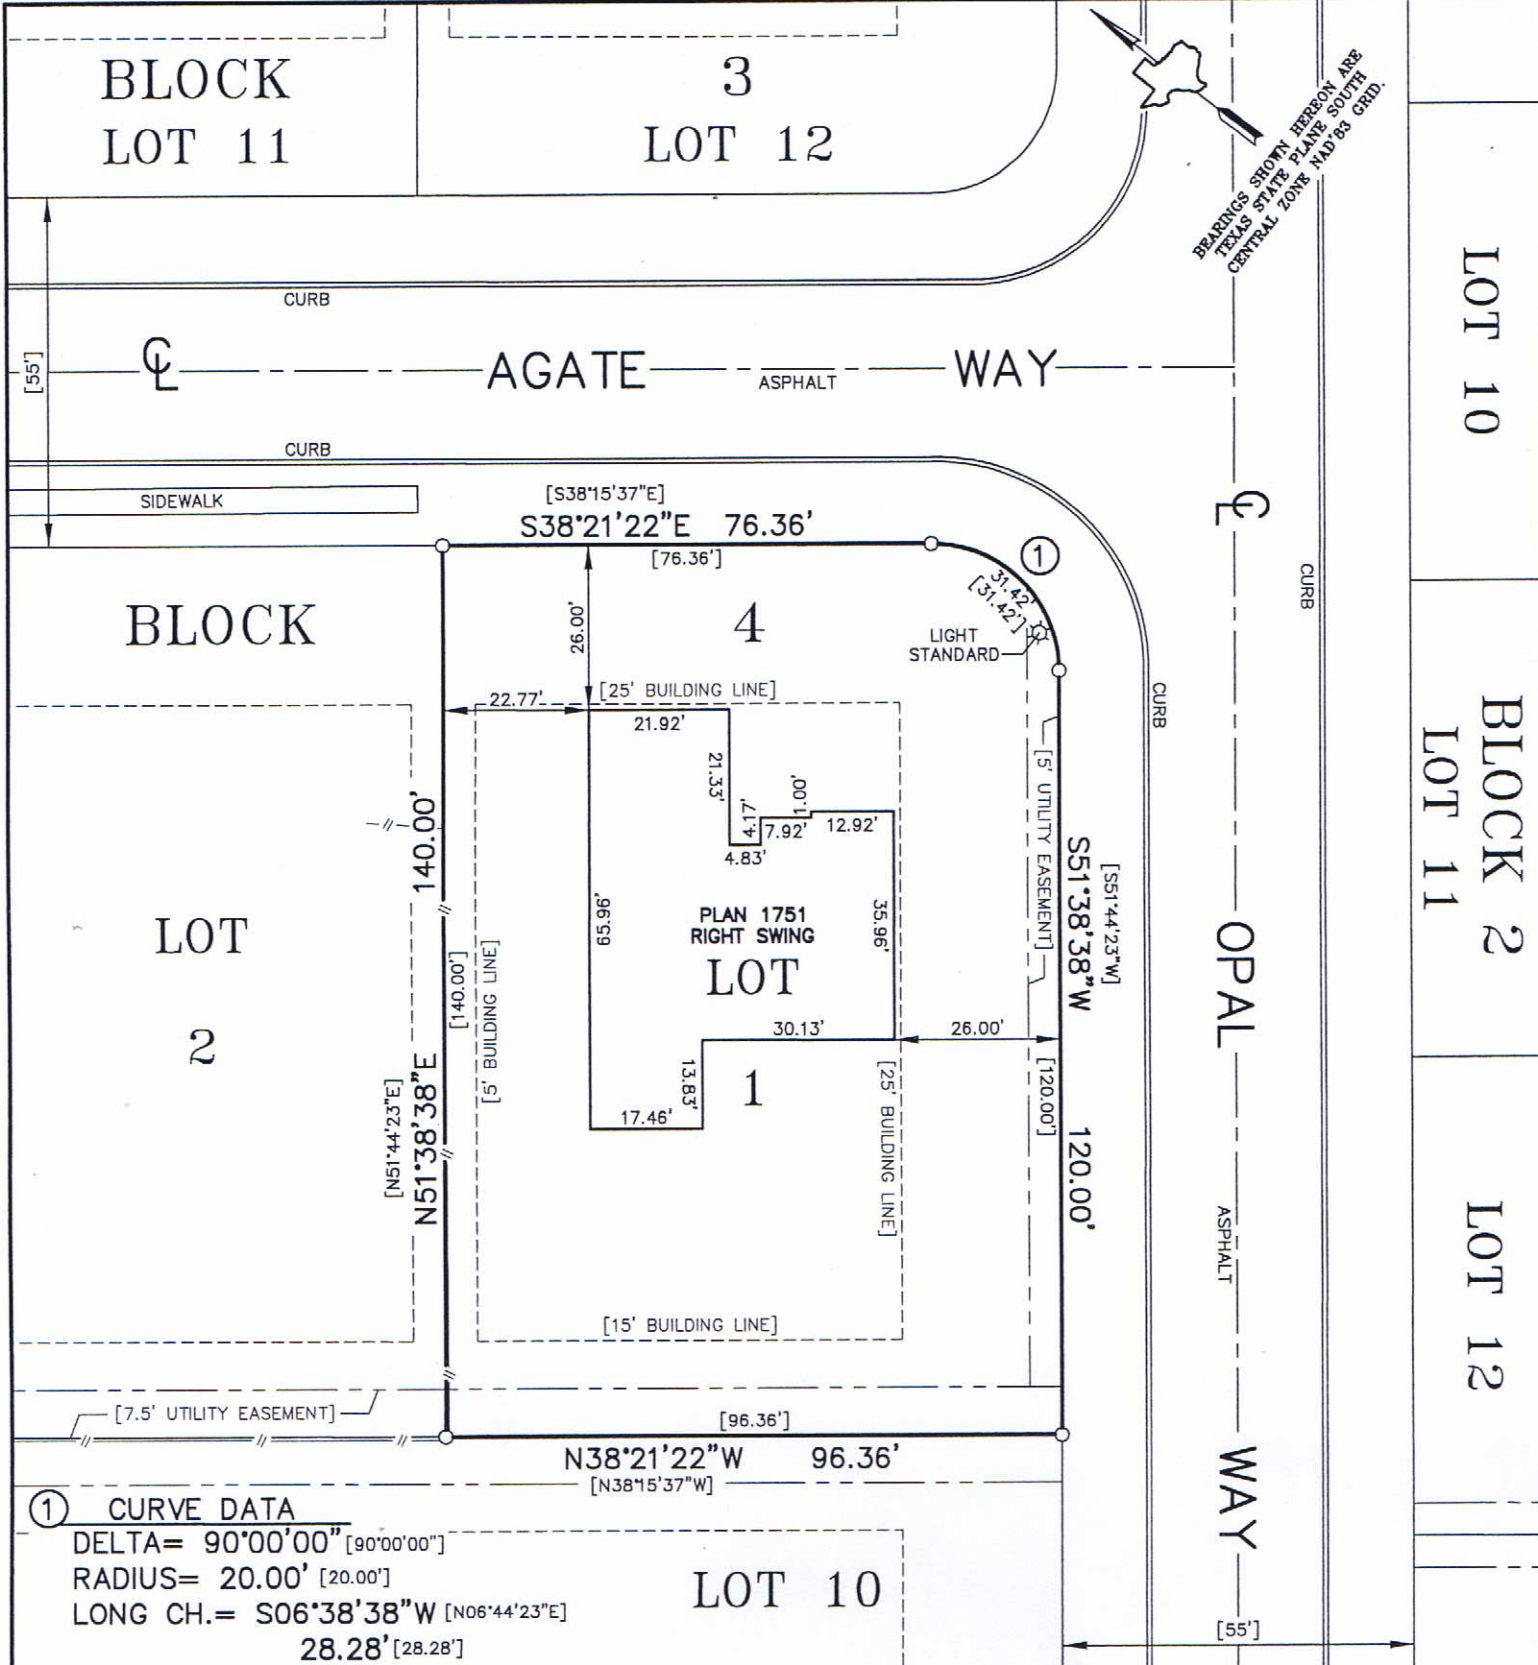 BLOCK
LOT 11
3
LOT 12
BEARINGS SHOWN HEREON ARE
TEXAS STATE PLANE SOUTH
CENTRAL ZONE NAD'83 GRID.
CURB
[55']
℄
AGATE
ASPHALT
WAY
CURB
SIDEWALK
[S38°15'37"E]
S38°21'22"E 76.36'
[76.36']
1
31.42'
[31.42']
LIGHT
STANDARD
BLOCK
4
26.00'
[25' BUILDING LINE]
22.77'
21.92'
21.33'
4.17'
1.00'
7.92'
12.92'
4.83'
140.00'
[140.00']
65.96'
PLAN 1751
RIGHT SWING
LOT
35.96'
[5' UTILITY EASEMENT]
S51°38'38"W
[S51°44'23"W]
LOT
2
[5' BUILDING LINE]
30.13'
26.00'
[N51°44'23"E]
N51°38'38"E
13.83'
1
[25' BUILDING LINE]
[120.00']
17.46'
120.00'
[15' BUILDING LINE]
[7.5' UTILITY EASEMENT]
[96.36']
N38°21'22"W 96.36'
[N38°15'37"W]
℄
CURB
CURB
OPAL
ASPHALT
WAY
[55']
LOT 10
BLOCK 2
LOT 11
LOT 12
1 CURVE DATA
DELTA= 90°00'00" [90°00'00"]
RADIUS= 20.00' [20.00']
LONG CH.= S06°38'38"W [N06°44'23"E]
28.28' [28.28']
LOT 10